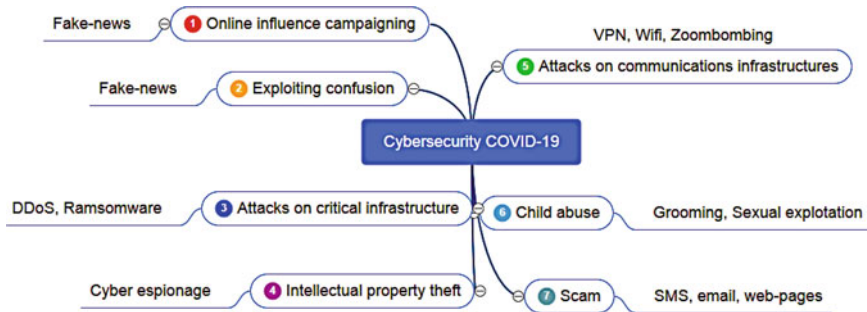 Fake-news
1 Online influence campaigning
Fake-news
2 Exploiting confusion
Cybersecurity COVID-19
DDoS, Ramsomware
3 Attacks on critical infrastructure
Cyber espionage
4 Intellectual property theft
VPN, Wifi, Zoombombing
5 Attacks on communications infrastructures
6 Child abuse
Grooming, Sexual explotation
7 Scam
SMS, email, web-pages